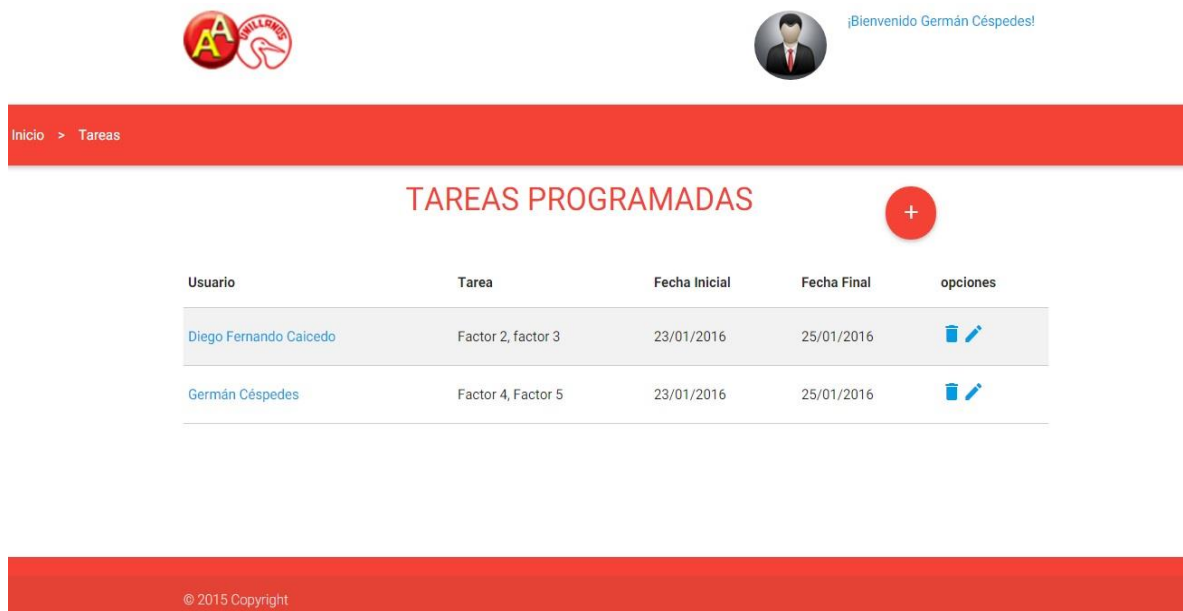 AA UNILLANOS
¡Bienvenido Germán Céspedes!
Inicio > Tareas
TAREAS PROGRAMADAS
+
Usuario Tarea Fecha Inicial Fecha Final opciones
Diego Fernando Caicedo Factor 2, factor 3 23/01/2016 25/01/2016
Germán Céspedes Factor 4, Factor 5 23/01/2016 25/01/2016
© 2015 Copyright